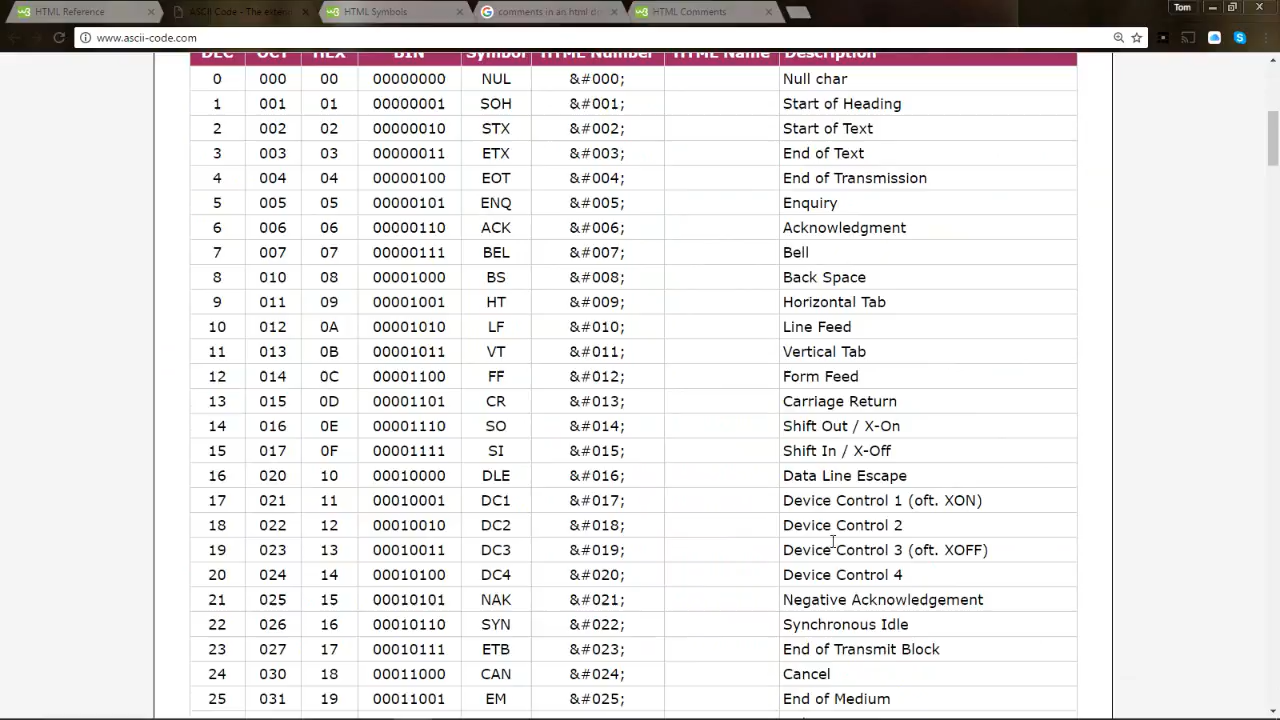 HTML Reference × ASCII Code - The extend × HTML Symbols × comments in an html do × HTML Comments × Tom
www.ascii-code.com
DEC OCT HEX BIN Symbol HTML Number HTML Name Description
0 000 00 00000000 NUL &#000; Null char
1 001 01 00000001 SOH &#001; Start of Heading
2 002 02 00000010 STX &#002; Start of Text
3 003 03 00000011 ETX &#003; End of Text
4 004 04 00000100 EOT &#004; End of Transmission
5 005 05 00000101 ENQ &#005; Enquiry
6 006 06 00000110 ACK &#006; Acknowledgment
7 007 07 00000111 BEL &#007; Bell
8 010 08 00001000 BS &#008; Back Space
9 011 09 00001001 HT &#009; Horizontal Tab
10 012 0A 00001010 LF &#010; Line Feed
11 013 0B 00001011 VT &#011; Vertical Tab
12 014 0C 00001100 FF &#012; Form Feed
13 015 0D 00001101 CR &#013; Carriage Return
14 016 0E 00001110 SO &#014; Shift Out / X-On
15 017 0F 00001111 SI &#015; Shift In / X-Off
16 020 10 00010000 DLE &#016; Data Line Escape
17 021 11 00010001 DC1 &#017; Device Control 1 (oft. XON)
18 022 12 00010010 DC2 &#018; Device Control 2
19 023 13 00010011 DC3 &#019; Device Control 3 (oft. XOFF)
20 024 14 00010100 DC4 &#020; Device Control 4
21 025 15 00010101 NAK &#021; Negative Acknowledgement
22 026 16 00010110 SYN &#022; Synchronous Idle
23 027 17 00010111 ETB &#023; End of Transmit Block
24 030 18 00011000 CAN &#024; Cancel
25 031 19 00011001 EM &#025; End of Medium